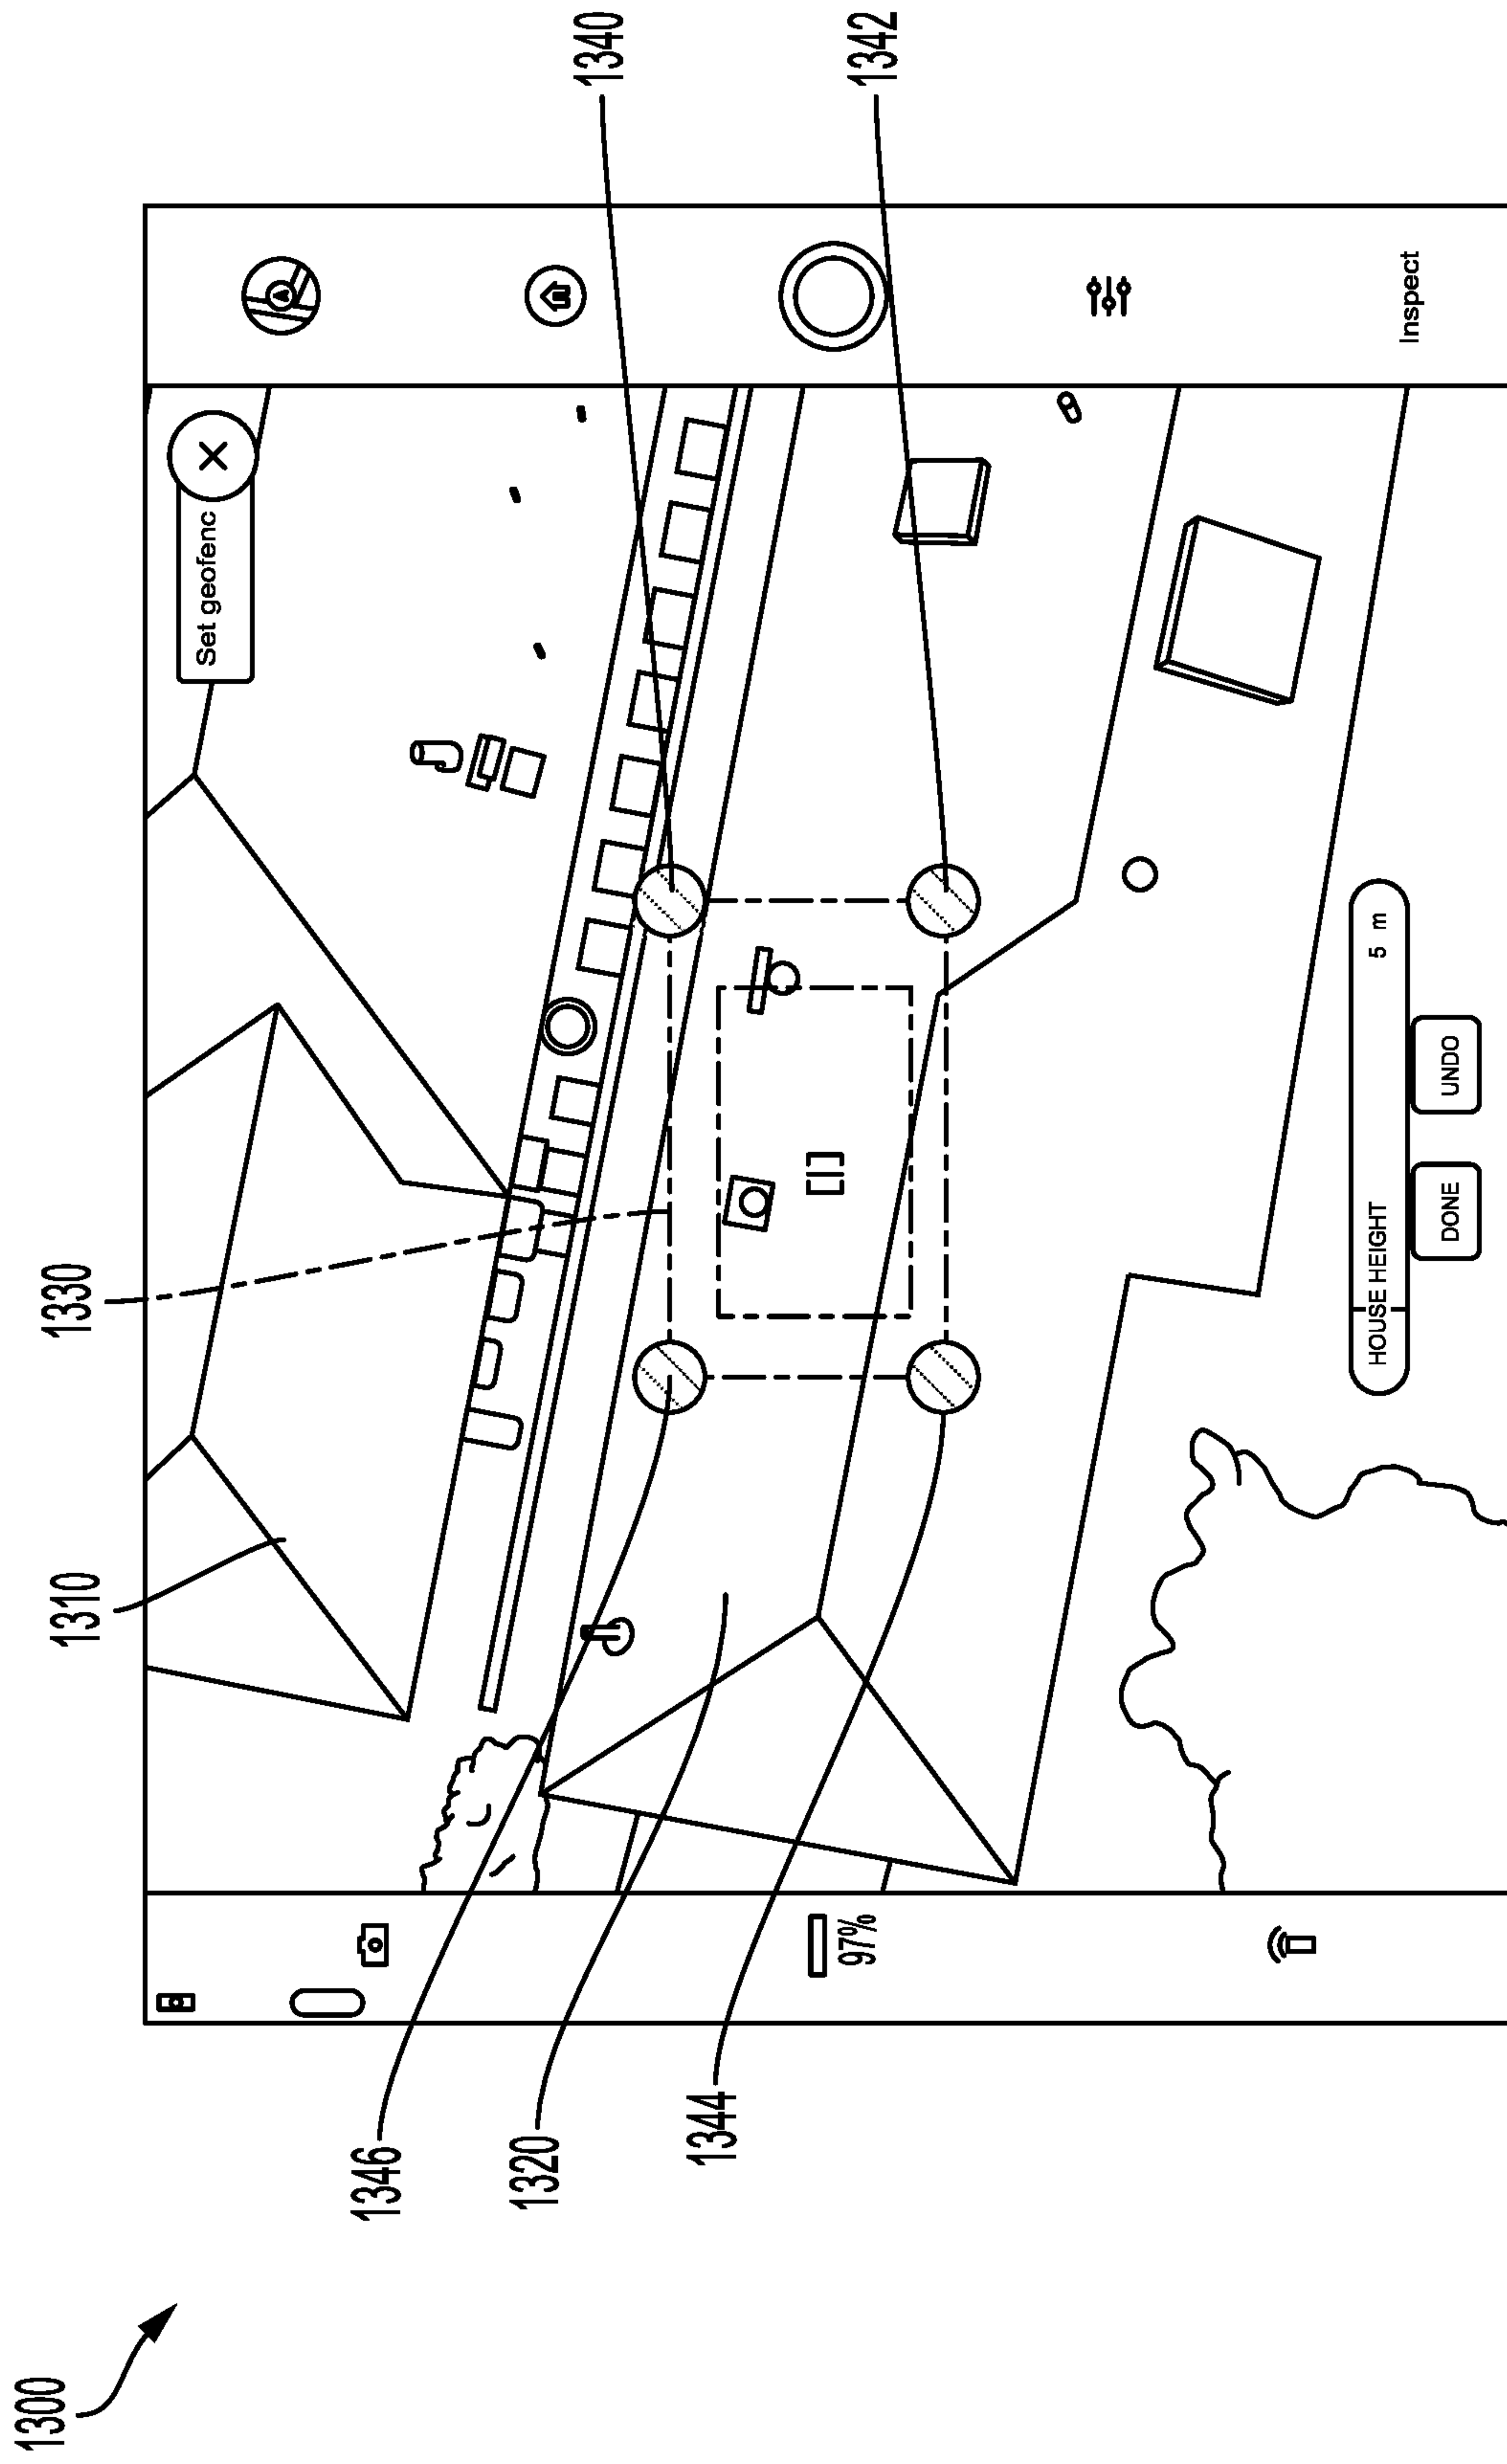 1300
1310
1330
Set geofenc
1346
1320
1340
1344
97%
1342
HOUSE HEIGHT 5 m
Inspect
DONE
UNDO